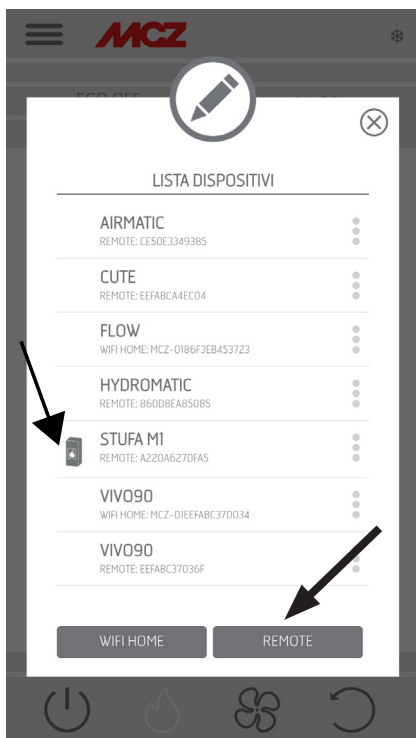 MCZ
LISTA DISPOSITIVI
AIRMATIC
REMOTE: CE50E3349385
CUTE
REMOTE: EEFABCA4EC04
FLOW
WIFI HOME: MCZ-0186F3EB453723
HYDROMATIC
REMOTE: 860D8EA85085
STUFA M1
REMOTE: A220A627DFA5
VIVO90
WIFI HOME: MCZ-01EEFABC37D034
VIVO90
REMOTE: EEFABC37036F
WIFI HOME REMOTE